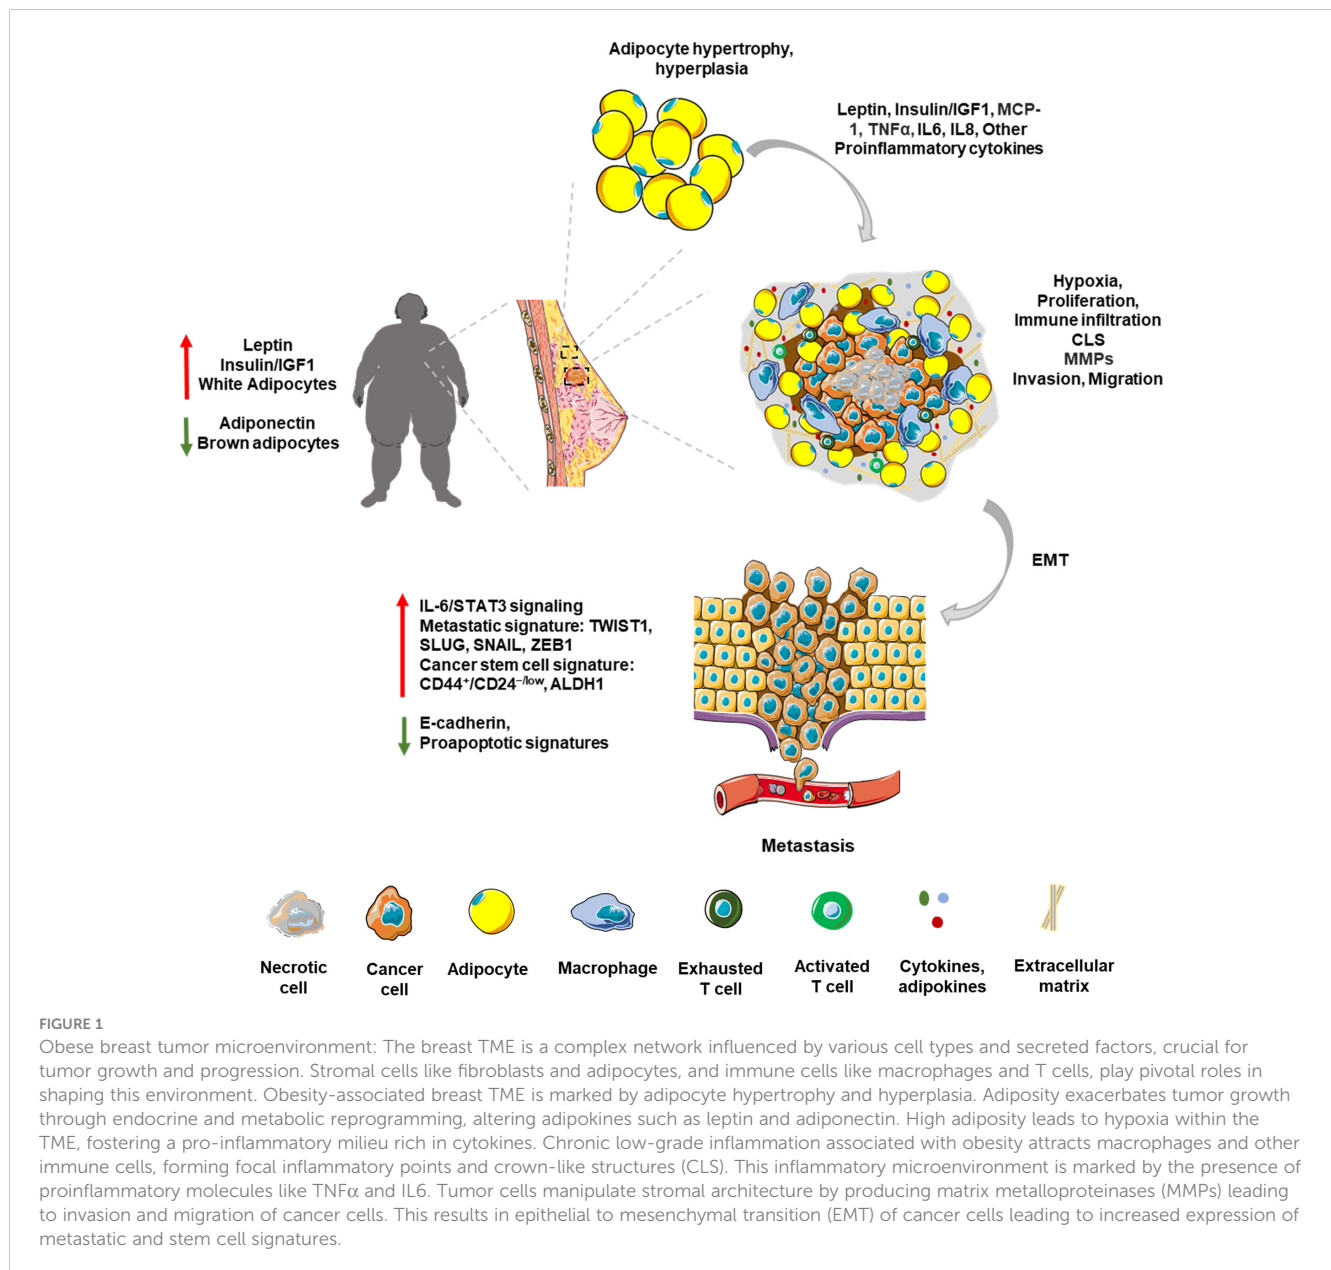 Adipocyte hypertrophy,
hyperplasia
Leptin, Insulin/IGF1, MCP-
1, TNFα, IL6, IL8, Other
Proinflammatory cytokines
Hypoxia,
Proliferation,
Immune infiltration
CLS
MMPs
Invasion, Migration
Leptin
Insulin/IGF1
White Adipocytes
Adiponectin
Brown adipocytes
EMT
IL-6/STAT3 signaling
Metastatic signature: TWIST1,
SLUG, SNAIL, ZEB1
Cancer stem cell signature:
CD44⁺/CD24⁻/ˡᵒʷ, ALDH1
E-cadherin,
Proapoptotic signatures
Metastasis
Necrotic
cell
Cancer
cell
Adipocyte
Macrophage
Exhausted
T cell
Activated
T cell
Cytokines,
adipokines
Extracellular
matrix
FIGURE 1
Obese breast tumor microenvironment: The breast TME is a complex network influenced by various cell types and secreted factors, crucial for
tumor growth and progression. Stromal cells like fibroblasts and adipocytes, and immune cells like macrophages and T cells, play pivotal roles in
shaping this environment. Obesity-associated breast TME is marked by adipocyte hypertrophy and hyperplasia. Adiposity exacerbates tumor growth
through endocrine and metabolic reprogramming, altering adipokines such as leptin and adiponectin. High adiposity leads to hypoxia within the
TME, fostering a pro-inflammatory milieu rich in cytokines. Chronic low-grade inflammation associated with obesity attracts macrophages and other
immune cells, forming focal inflammatory points and crown-like structures (CLS). This inflammatory microenvironment is marked by the presence of
proinflammatory molecules like TNFα and IL6. Tumor cells manipulate stromal architecture by producing matrix metalloproteinases (MMPs) leading
to invasion and migration of cancer cells. This results in epithelial to mesenchymal transition (EMT) of cancer cells leading to increased expression of
metastatic and stem cell signatures.